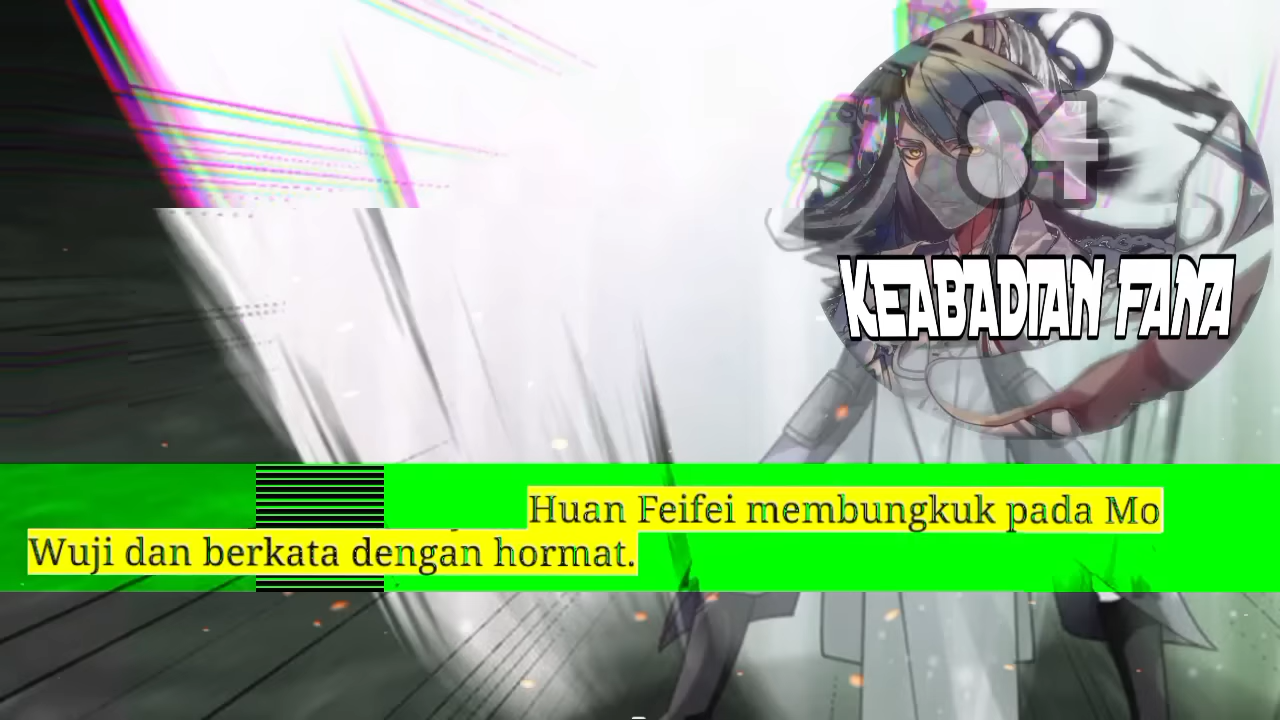 84
KEABADIAN FANA
Huan Feifei membungkuk pada Mo
Wuji dan berkata dengan hormat.